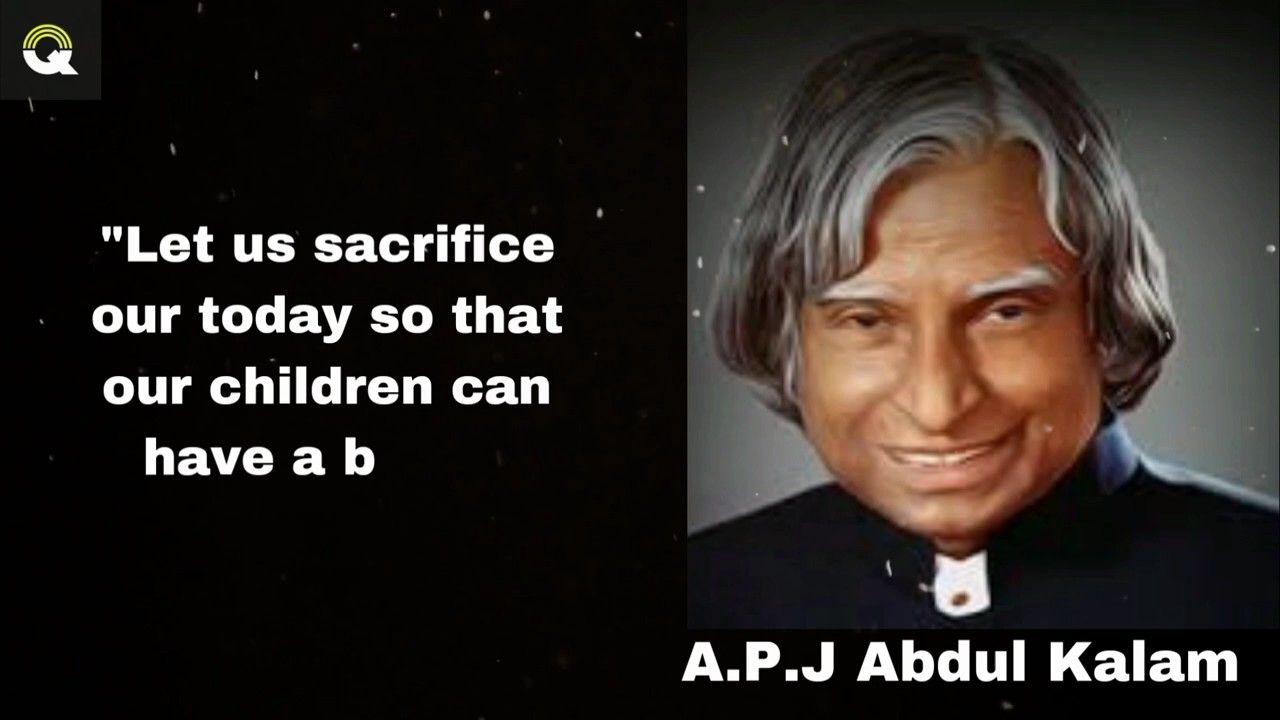 "Let us sacrifice
our today so that
our children can
have a b
A.P.J Abdul Kalam